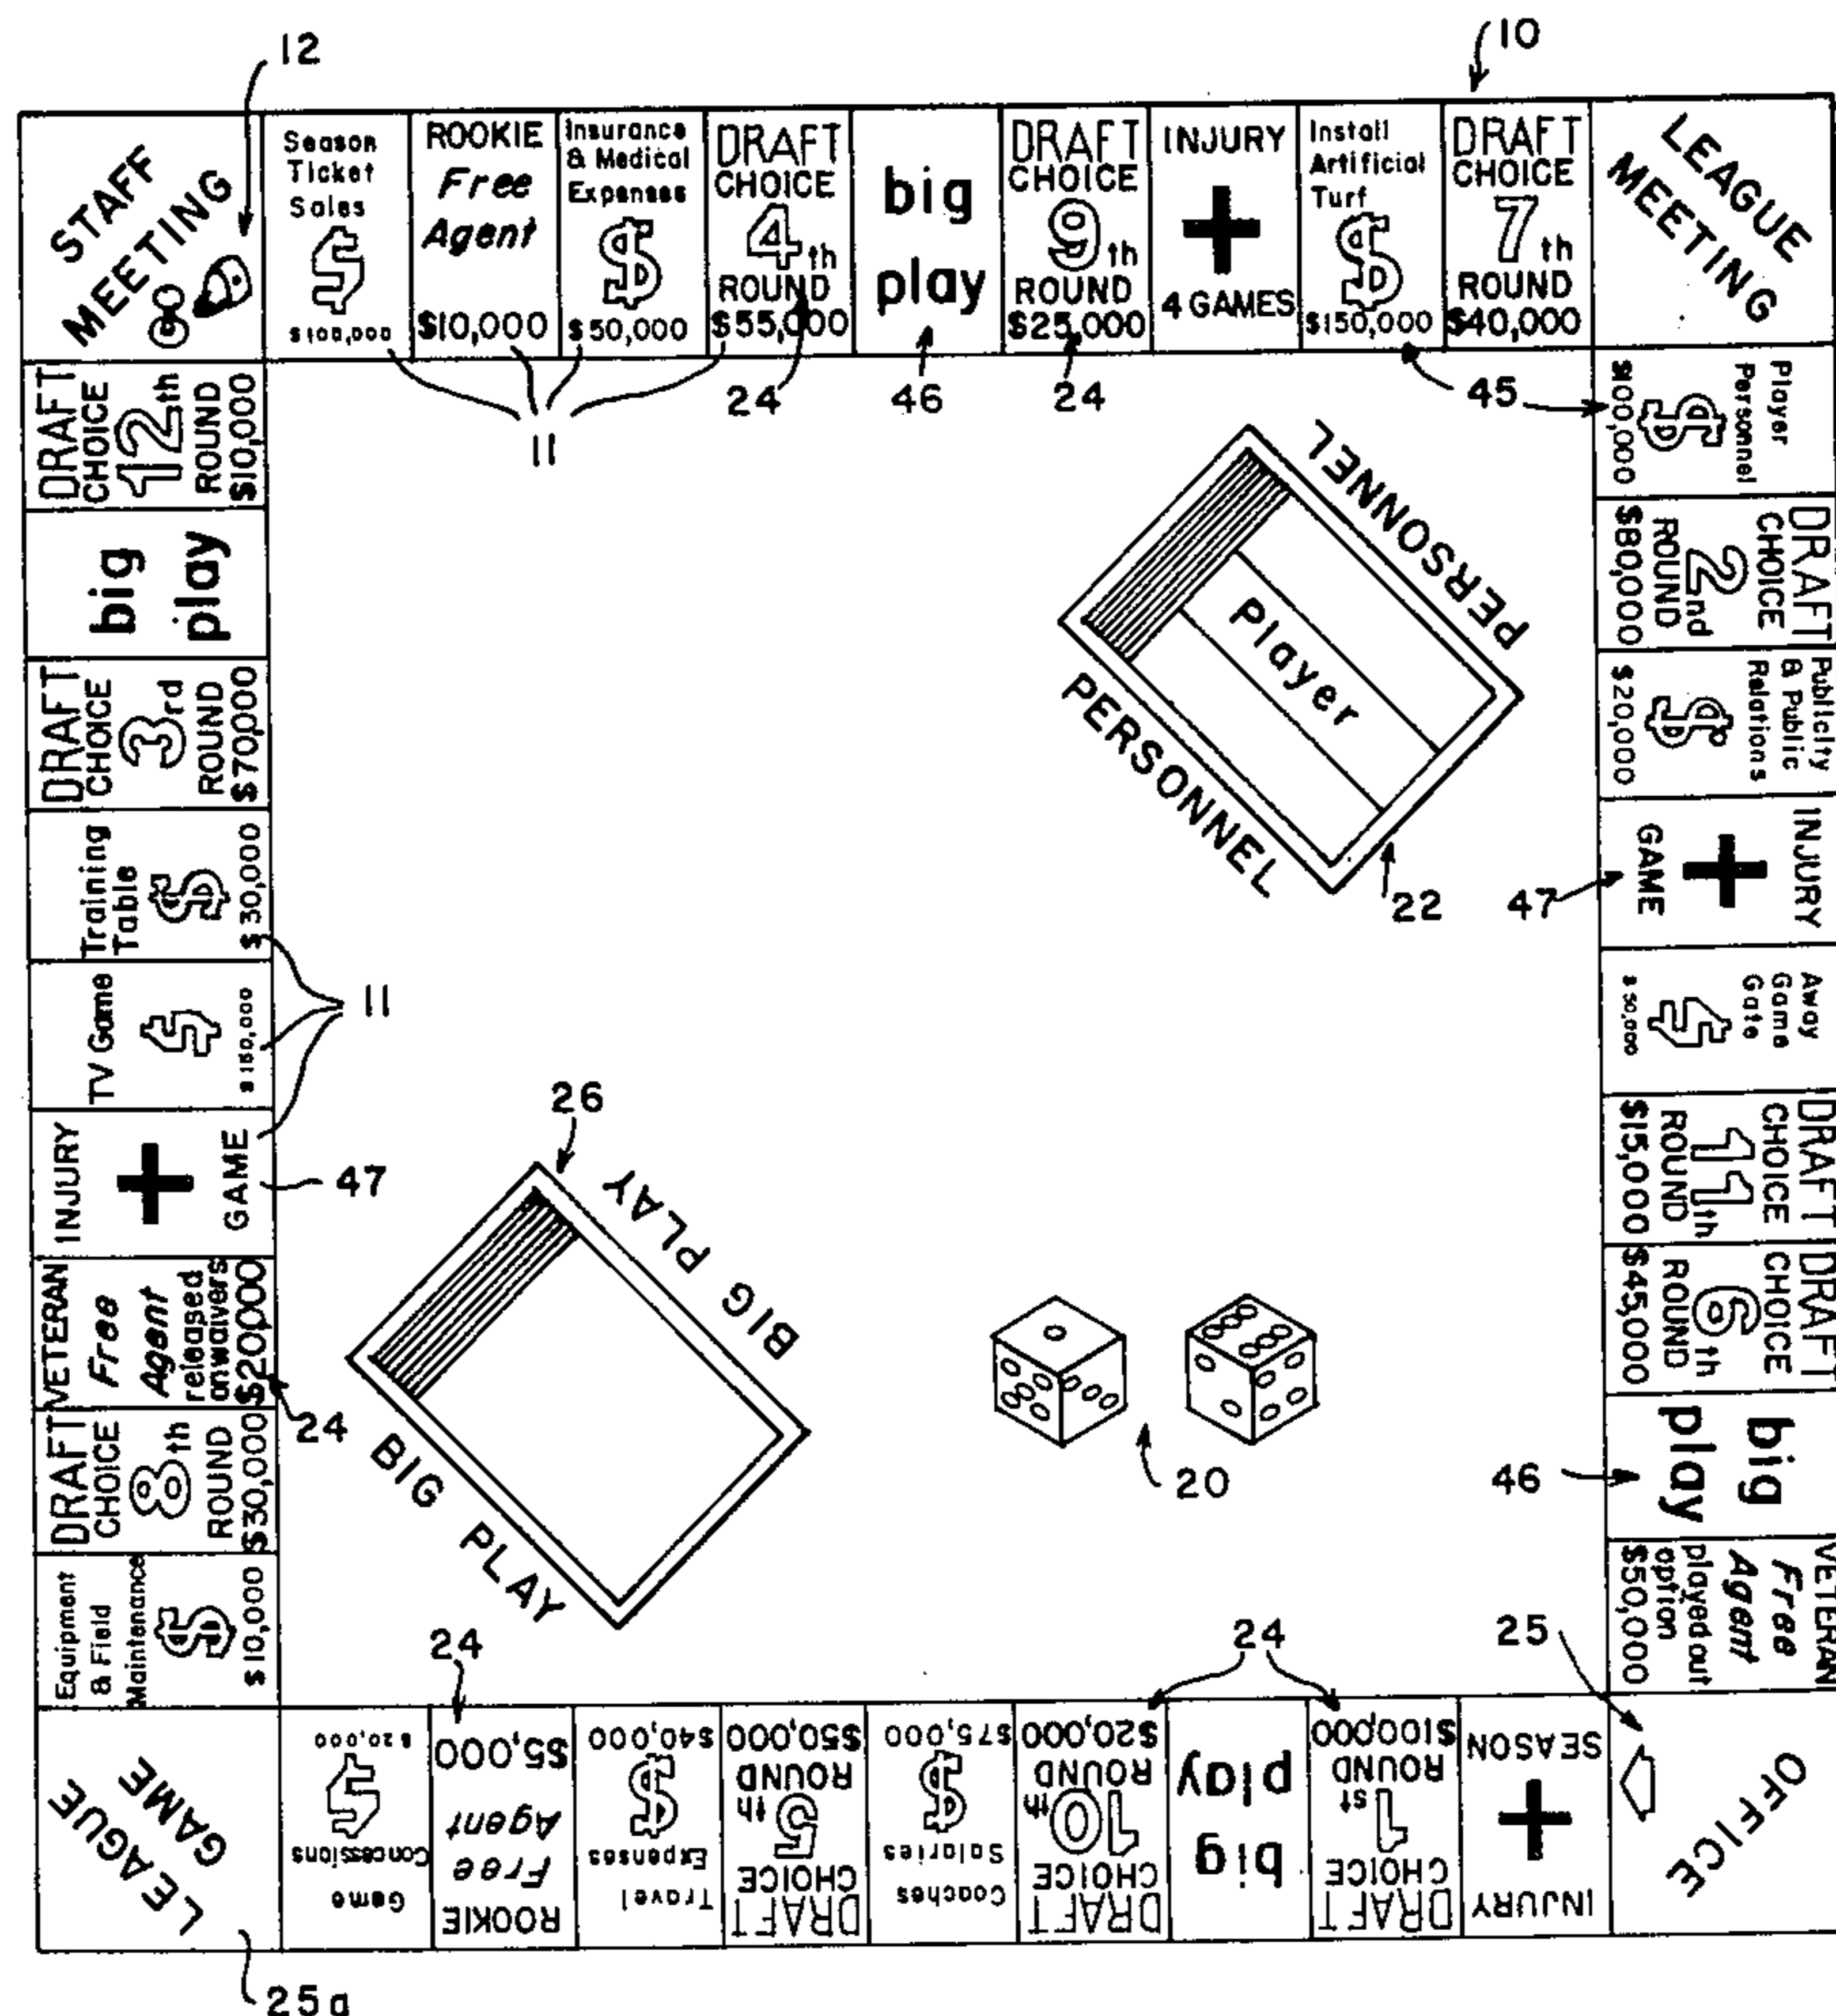 10
12
STAFF
MEETING
Season
Ticket
Sales
$
$100,000
ROOKIE
Free
Agent
$10,000
Insurance
& Medical
Expenses
$
$50,000
DRAFT
CHOICE
4th
ROUND
$55,000
big
play
DRAFT
CHOICE
9th
ROUND
$25,000
INJURY
4 GAMES
Install
Artificial
Turf
$
$150,000
DRAFT
CHOICE
7th
ROUND
$40,000
LEAGUE
MEETING
11
24
46
24
45
Player
Personnel
$
$100,000
DRAFT
CHOICE
2nd
ROUND
$80,000
Publicity
& Public
Relations
$
$20,000
INJURY
GAME
47
Away
Game
Gate
$
$50,000
DRAFT
CHOICE
11th
ROUND
$15,000
DRAFT
CHOICE
6th
ROUND
$45,000
big
play
46
VETERAN
Free
Agent
played out
option
$50,000
25
OFFICE
INJURY
SEASON
DRAFT
CHOICE
1st
ROUND
$100,000
big
play
DRAFT
CHOICE
10th
ROUND
$20,000
24
Coaches
Salaries
$
$75,000
DRAFT
CHOICE
5th
ROUND
$50,000
Travel
Expenses
$
$40,000
ROOKIE
Free
Agent
$5,000
24
Game
Concessions
$
$20,000
LEAGUE
GAME
25a
Equipment
& Field
Maintenance
$
$10,000
DRAFT
CHOICE
8th
ROUND
$30,000
VETERAN
Free
Agent
released
on waivers
$20,000
24
INJURY
GAME
47
TV Game
$
11
Training
Table
$
$30,000
DRAFT
CHOICE
3rd
ROUND
$70,000
big
play
DRAFT
CHOICE
12th
ROUND
$10,000
PERSONNEL
Player
PERSONNEL
22
26
BIG PLAY
BIG PLAY
20